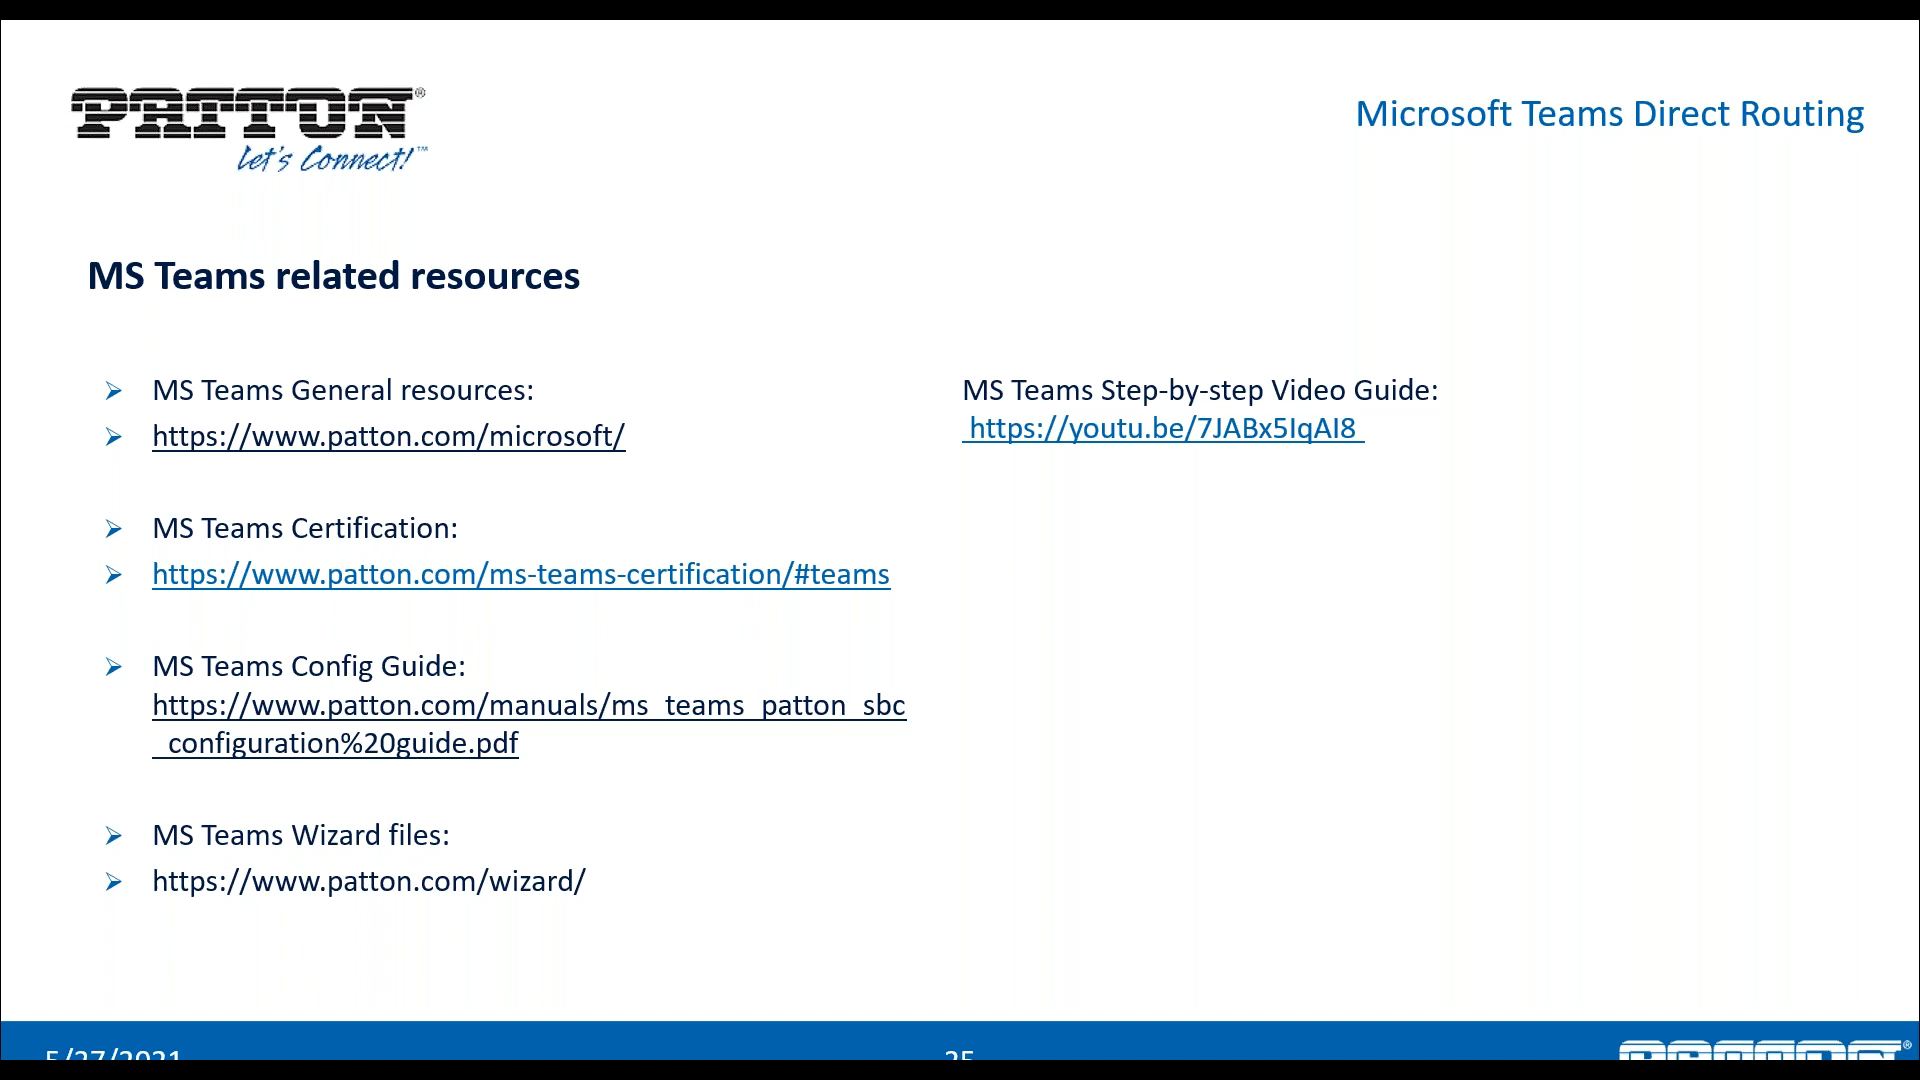 PATTON®
Let's Connect!™
Microsoft Teams Direct Routing
MS Teams related resources
➢ MS Teams General resources:
➢ https://www.patton.com/microsoft/
➢ MS Teams Certification:
➢ https://www.patton.com/ms-teams-certification/#teams
➢ MS Teams Config Guide:
https://www.patton.com/manuals/ms_teams_patton_sbc
_configuration%20guide.pdf
➢ MS Teams Wizard files:
➢ https://www.patton.com/wizard/
MS Teams Step-by-step Video Guide:
https://youtu.be/7JABx5IqAI8
5/27/2021
25
PATTON®